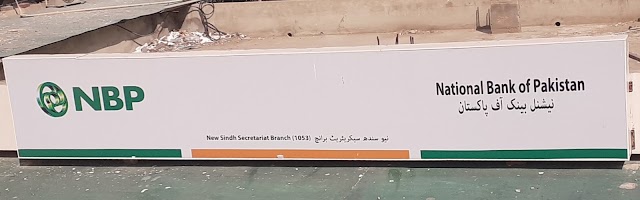 NBP
National Bank of Pakistan
نیشنل بینک آف پاکستان
New Sindh Secretariat Branch (1053) نیو سندھ سیکریٹریٹ برانچ